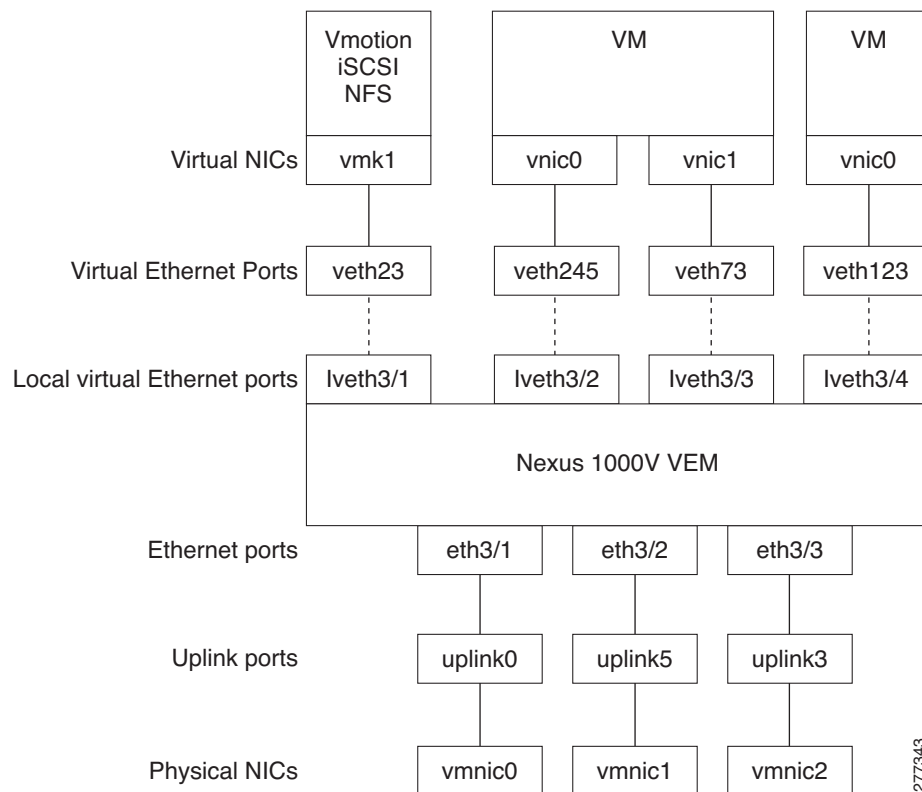 Vmotion
iSCSI
NFS
VM
VM
Virtual NICs
vmk1
vnic0
vnic1
vnic0
Virtual Ethernet Ports
veth23
veth245
veth73
veth123
Local virtual Ethernet ports
lveth3/1
lveth3/2
lveth3/3
lveth3/4
Nexus 1000V VEM
Ethernet ports
eth3/1
eth3/2
eth3/3
Uplink ports
uplink0
uplink5
uplink3
Physical NICs
vmnic0
vmnic1
vmnic2
277343